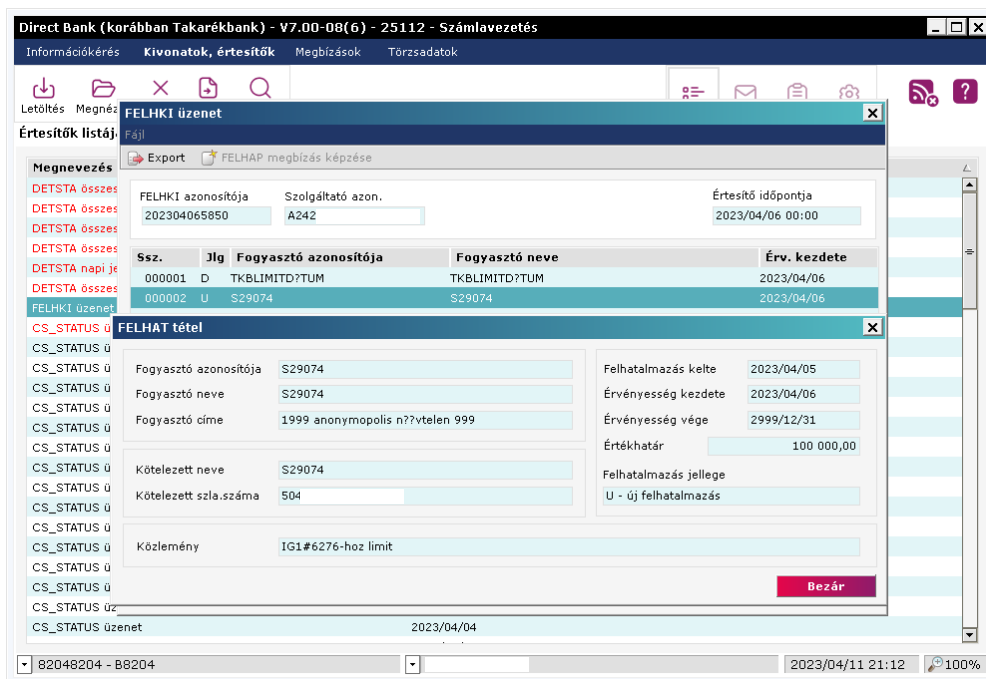 Direct Bank (korábban Takarékbank) - V7.00-08(6) - 25112 - Számlavezetés
Információkérés Kivonatok, értesítők Megbízások Törzsadatok
Letöltés Megnéz
Értesítők listáj
Megnevezés
DETSTA összes
DETSTA összes
DETSTA összes
DETSTA összes
DETSTA napi je
DETSTA összes
FELHKI üzenet
CS_STATUS ü
CS_STATUS ü
CS_STATUS ü
CS_STATUS ü
CS_STATUS ü
CS_STATUS ü
CS_STATUS ü
CS_STATUS ü
CS_STATUS ü
CS_STATUS ü
CS_STATUS ü
CS_STATUS ü
CS_STATUS ü
CS_STATUS ü
CS_STATUS üz
CS_STATUS üzenet 2023/04/04
FELHKI üzenet
Fájl
Export FELHAP megbízás képzése
FELHKI azonosítója Szolgáltató azon. Értesítő időpontja
202304065850 A242 2023/04/06 00:00
Ssz. Jlg Fogyasztó azonosítója Fogyasztó neve Érv. kezdete
000001 D TKBLIMITD?TUM TKBLIMITD?TUM 2023/04/06
000002 U S29074 S29074 2023/04/06
FELHAT tétel
Fogyasztó azonosítója S29074 Felhatalmazás kelte 2023/04/05
Fogyasztó neve S29074 Érvényesség kezdete 2023/04/06
Fogyasztó címe 1999 anonymopolis n??vtelen 999 Érvényesség vége 2999/12/31
Értékhatár 100 000,00
Kötelezett neve S29074 Felhatalmazás jellege
Kötelezett szla.száma 504 U - új felhatalmazás
Közlemény IG1#6276-hoz limit
Bezár
82048204 - B8204 2023/04/11 21:12 100%